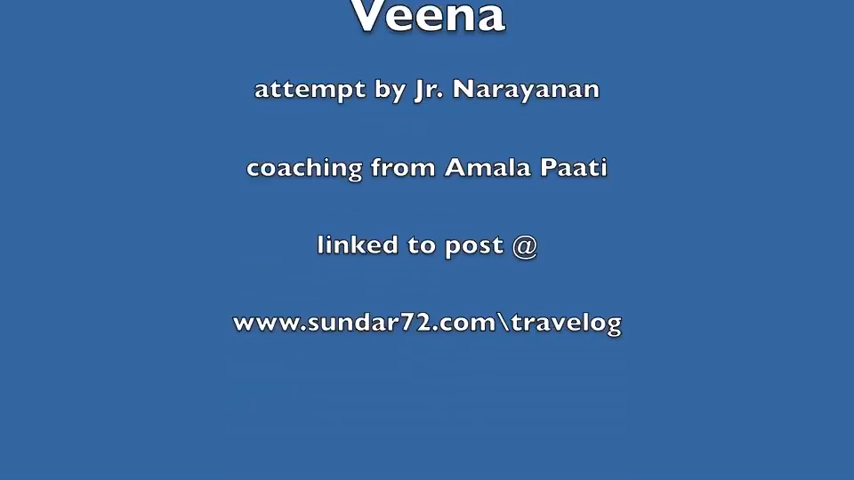 Veena
attempt by Jr. Narayanan
coaching from Amala Paati
linked to post @
www.sundar72.com\travelog